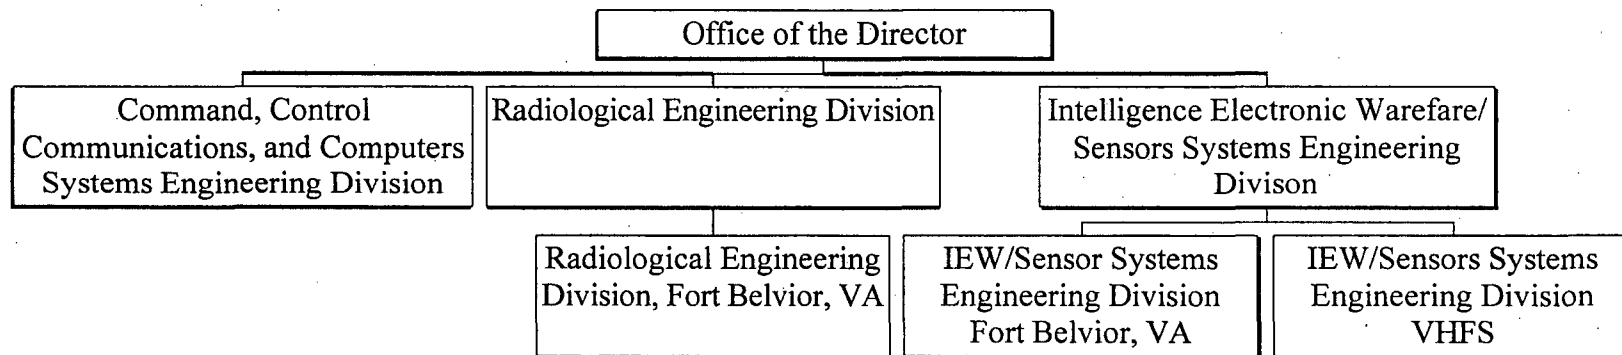 Office of the Director
Command, Control
Communications, and Computers
Systems Engineering Division
Radiological Engineering Division
Intelligence Electronic Warefare/
Sensors Systems Engineering
Divison
Radiological Engineering
Division, Fort Belvior, VA
IEW/Sensor Systems
Engineering Division
Fort Belvior, VA
IEW/Sensors Systems
Engineering Division
VHFS